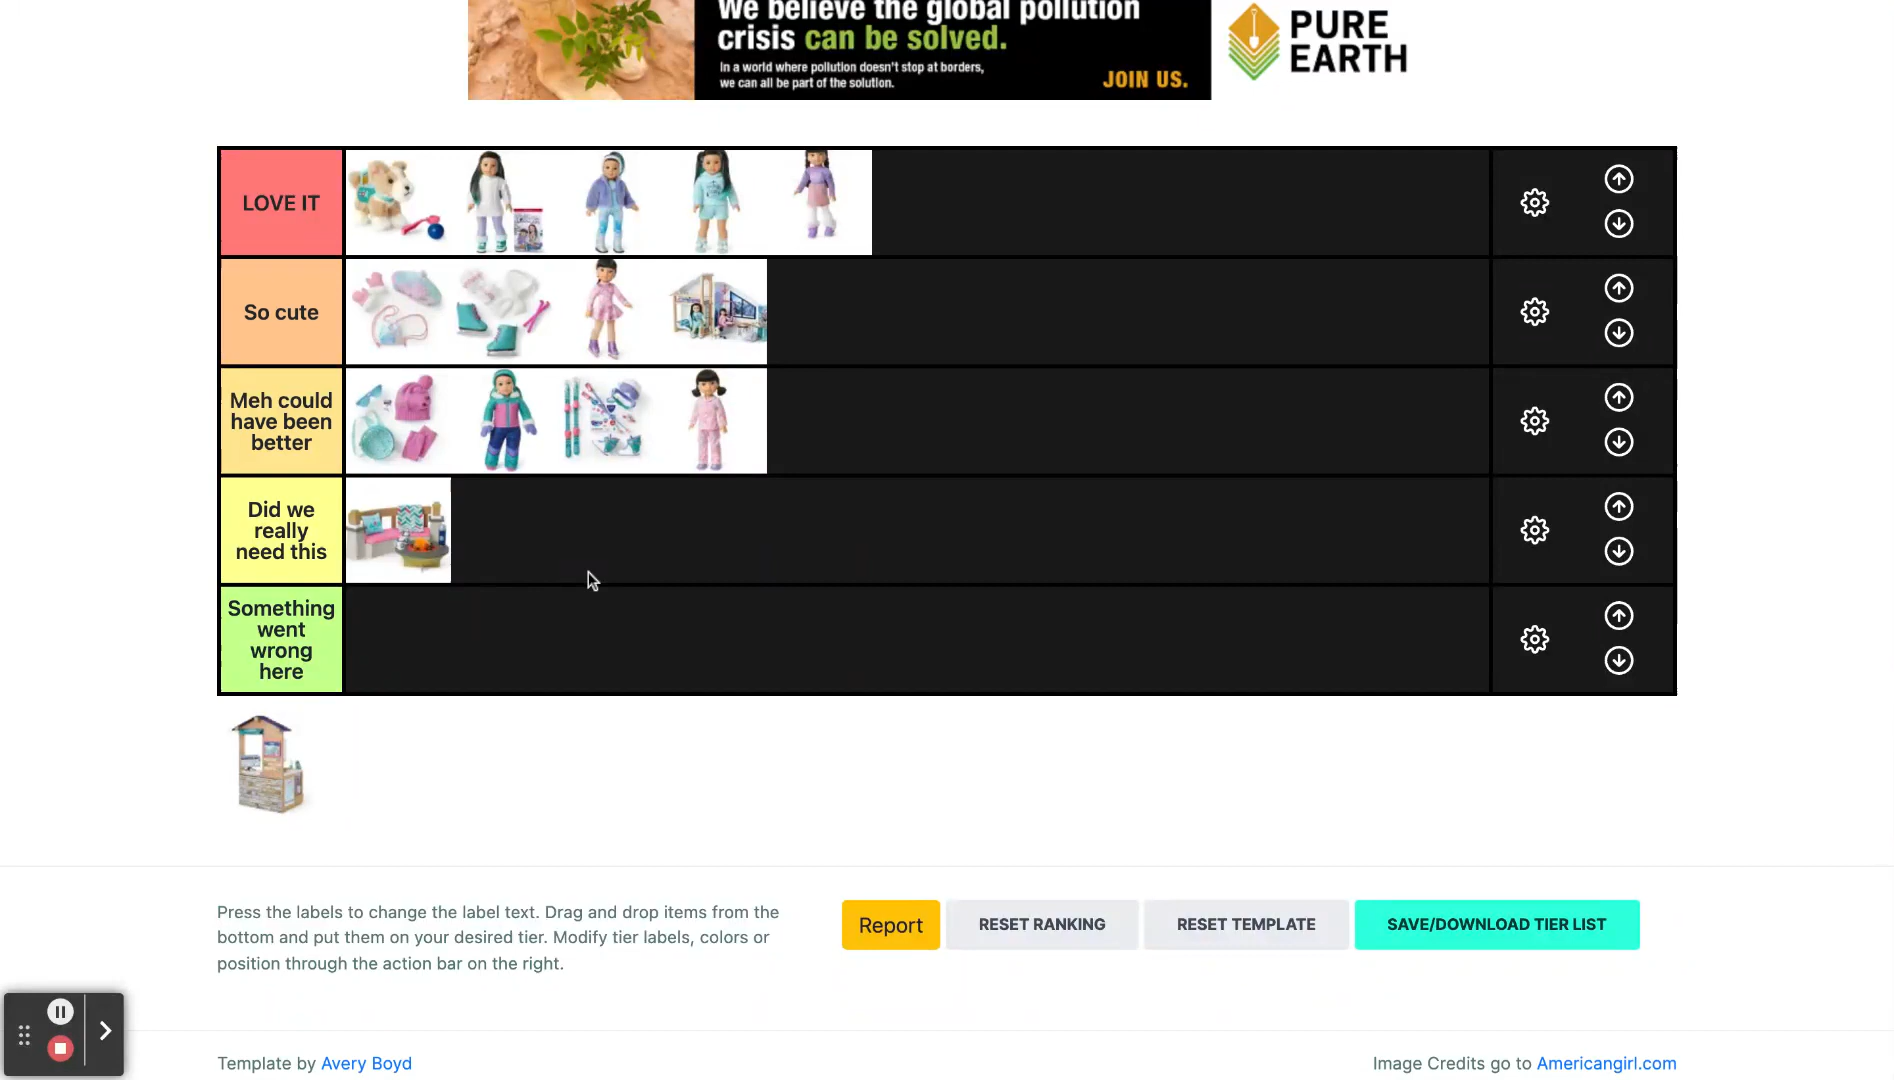 We believe the global pollution
crisis can be solved.
In a world where pollution doesn't stop at borders,
we can all be part of the solution.
JOIN US.
PURE
EARTH
LOVE IT
So cute
Meh could
have been
better
Did we
really
need this
Something
went
wrong
here
Press the labels to change the label text. Drag and drop items from the
bottom and put them on your desired tier. Modify tier labels, colors or
position through the action bar on the right.
Report
RESET RANKING
RESET TEMPLATE
SAVE/DOWNLOAD TIER LIST
Template by Avery Boyd
Image Credits go to Americangirl.com